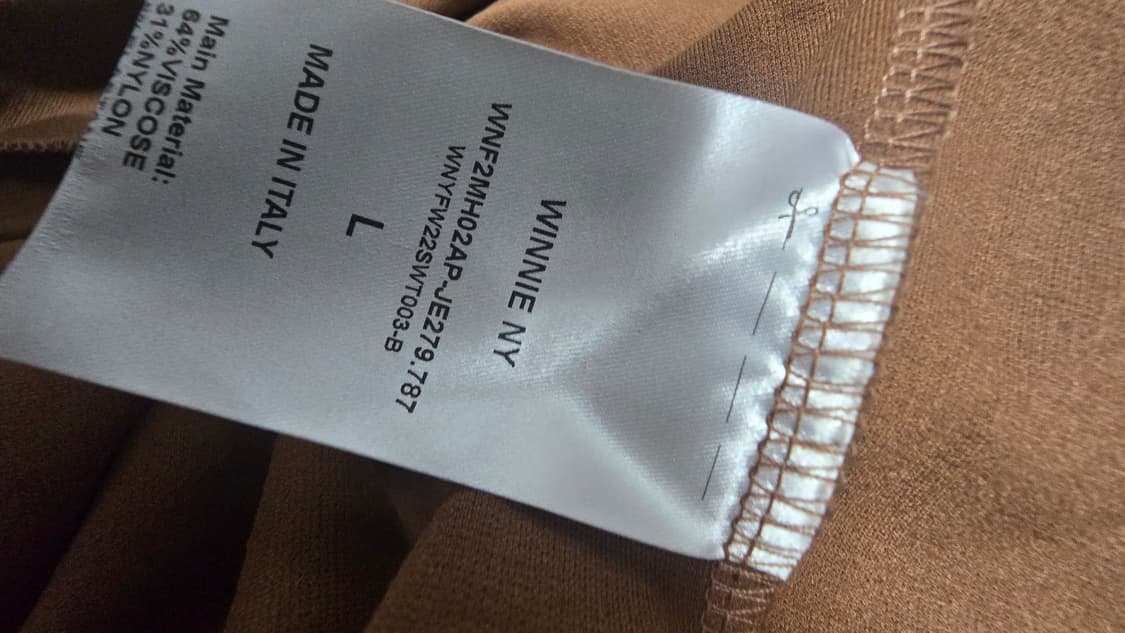 WINNIE NY
WNF2MH02AP-JE279.787
WNYFW22SWT003-B
L
MADE IN ITALY
Main Material:
64%VISCOSE
31%NYLON